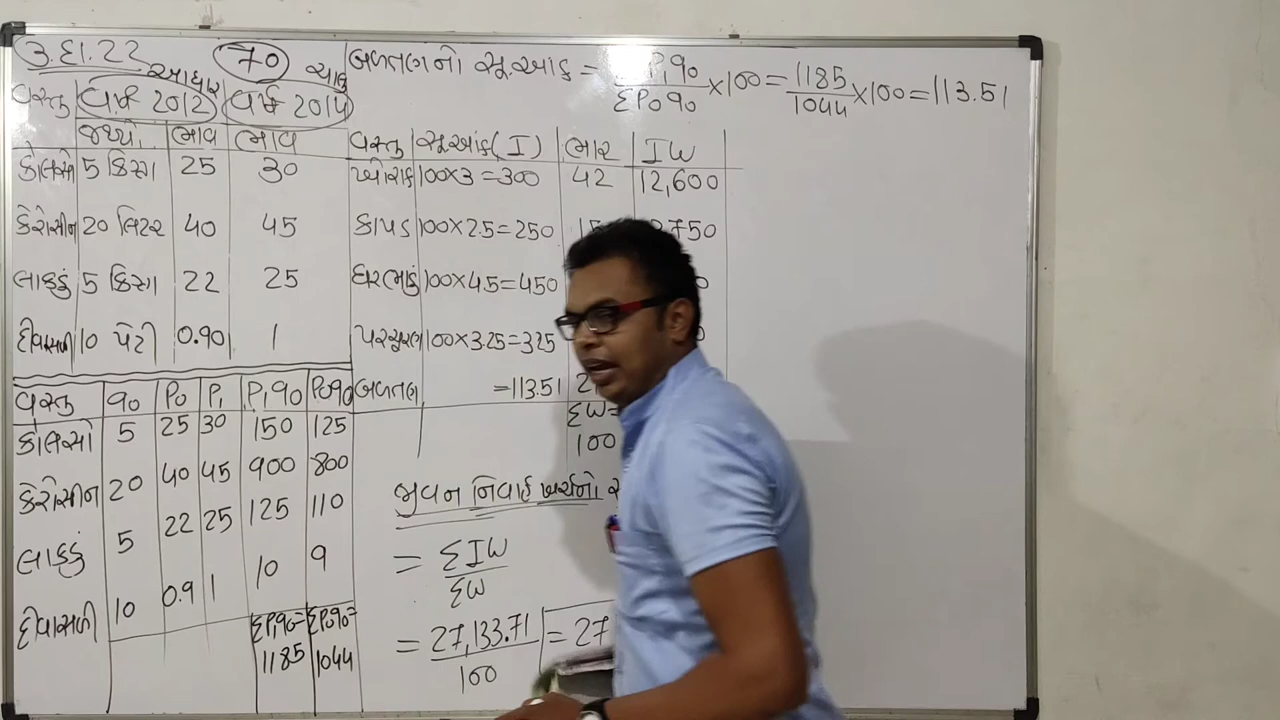 ઉ.દા.22 70
આધાર ચાલુ
વસ્તુ વર્ષ 2012 વર્ષ 2014
જથ્થો ભાવ ભાવ
કોલસો 5 કિગ્રા 25 30
કેરોસીન 20 લિટર 40 45
લાકડું 5 કિગ્રા 22 25
દીવાસળી 10 પેટી 0.90 1
વસ્તુ q0 P0 P1 P1q0 P0q0
કોલસો 5 25 30 150 125
કેરોસીન 20 40 45 900 800
લાકડું 5 22 25 125 110
દીવાસળી 10 0.9 1 10 9
ΣP1q0= ΣP0q0=
1185 1044
બળતણનો સૂ.આંક = P1q0/ΣP0q0 ×100 = 1185/1044 ×100 = 113.51
વસ્તુ સૂ.આંક(I) ભાર IW
ખોરાક 100×3=300 42 12,600
કાપડ 100×2.5=250 750
ઘરભાડું 100×4.5=450
પરચુરણ 100×3.25=325
બળતણ =113.51
ΣW=
100
જીવન નિર્વાહ ખર્ચનો
= ΣIW/ΣW
= 27,133.71/100 = 27